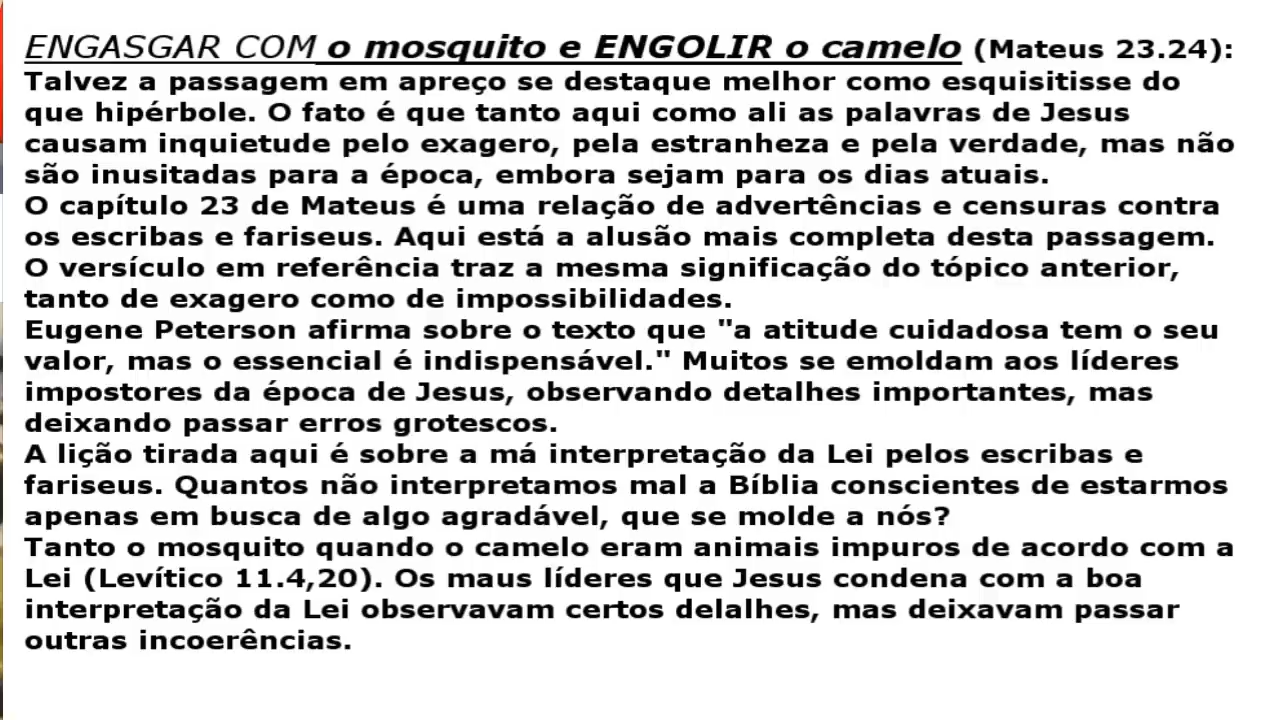 ENGASGAR COM o mosquito e ENGOLIR o camelo (Mateus 23.24):
Talvez a passagem em apreço se destaque melhor como esquisitisse do
que hipérbole. O fato é que tanto aqui como ali as palavras de Jesus
causam inquietude pelo exagero, pela estranheza e pela verdade, mas não
são inusitadas para a época, embora sejam para os dias atuais.
O capítulo 23 de Mateus é uma relação de advertências e censuras contra
os escribas e fariseus. Aqui está a alusão mais completa desta passagem.
O versículo em referência traz a mesma significação do tópico anterior,
tanto de exagero como de impossibilidades.
Eugene Peterson afirma sobre o texto que "a atitude cuidadosa tem o seu
valor, mas o essencial é indispensável." Muitos se emoldam aos líderes
impostores da época de Jesus, observando detalhes importantes, mas
deixando passar erros grotescos.
A lição tirada aqui é sobre a má interpretação da Lei pelos escribas e
fariseus. Quantos não interpretamos mal a Bíblia conscientes de estarmos
apenas em busca de algo agradável, que se molde a nós?
Tanto o mosquito quando o camelo eram animais impuros de acordo com a
Lei (Levítico 11.4,20). Os maus líderes que Jesus condena com a boa
interpretação da Lei observavam certos delalhes, mas deixavam passar
outras incoerências.